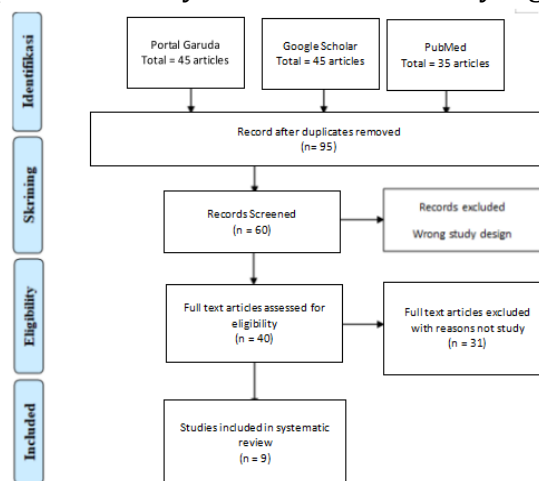 Identifikasi
Portal Garuda
Total = 45 articles
Google Scholar
Total = 45 articles
PubMed
Total = 35 articles
Record after duplicates removed
(n= 95)
Skrining
Records Screened
(n = 60)
Records excluded
Wrong study design
Eligibility
Full text articles assessed for
eligibility
(n = 40)
Full text articles excluded
with reasons not study
(n = 31)
Included
Studies included in systematic
review
(n = 9)